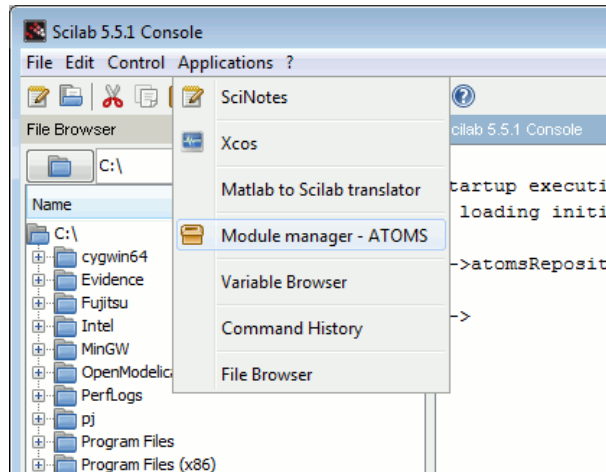 Scilab 5.5.1 Console
File Edit Control Applications ?
File Browser
C:\
Name
C:\
cygwin64
Evidence
Fujitsu
Intel
MinGW
OpenModelica
PerfLogs
pj
Program Files
Program Files (x86)
SciNotes
Xcos
Matlab to Scilab translator
Module manager - ATOMS
Variable Browser
Command History
File Browser
cilab 5.5.1 Console
tartup executi
loading initi
->atomsReposit
->